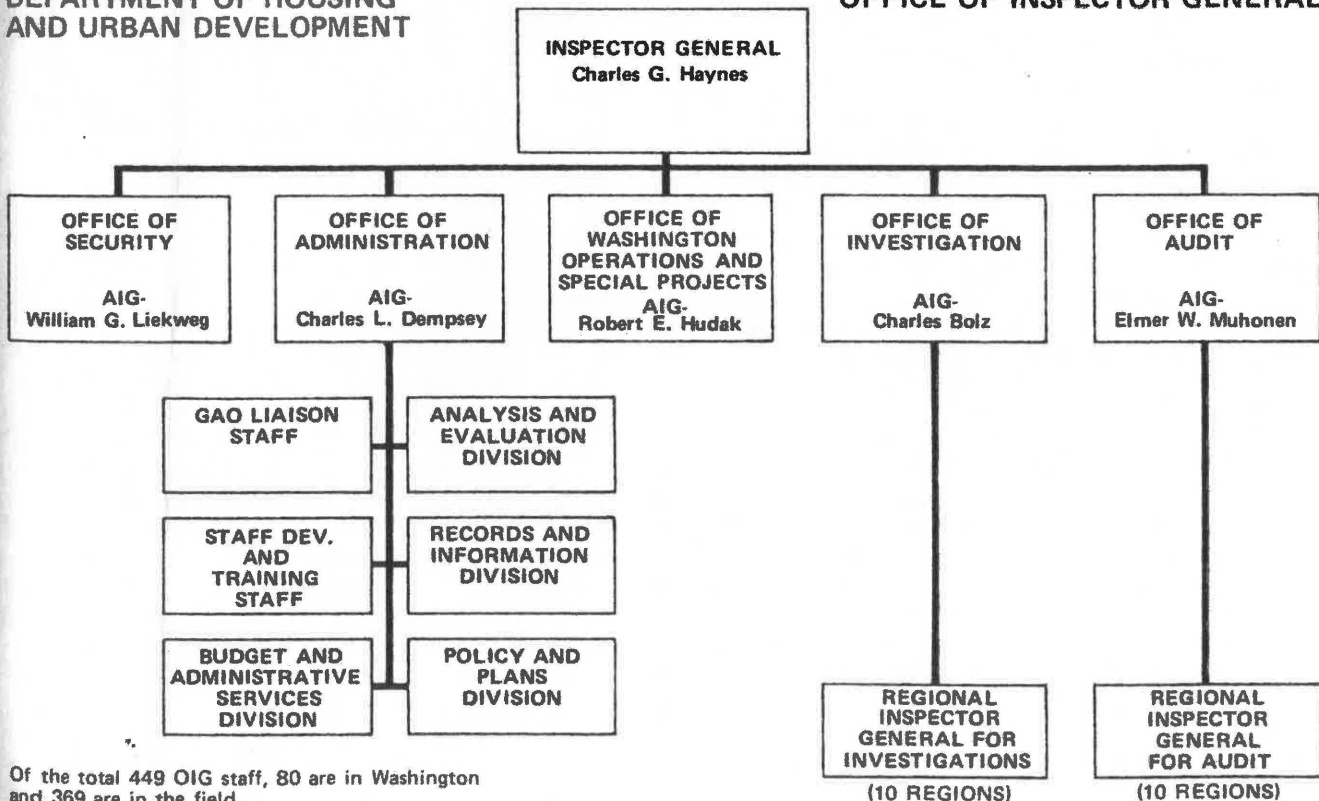 DEPARTMENT OF HOUSING
AND URBAN DEVELOPMENT
OFFICE OF INSPECTOR GENERAL
INSPECTOR GENERAL
Charles G. Haynes
OFFICE OF
SECURITY
AIG-
William G. Liekweg
OFFICE OF
ADMINISTRATION
AIG-
Charles L. Dempsey
OFFICE OF
WASHINGTON
OPERATIONS AND
SPECIAL PROJECTS
AIG-
Robert E. Hudak
OFFICE OF
INVESTIGATION
AIG-
Charles Bolz
OFFICE OF
AUDIT
AIG-
Elmer W. Muhonen
GAO LIAISON
STAFF
ANALYSIS AND
EVALUATION
DIVISION
STAFF DEV.
AND
TRAINING
STAFF
RECORDS AND
INFORMATION
DIVISION
BUDGET AND
ADMINISTRATIVE
SERVICES
DIVISION
POLICY AND
PLANS
DIVISION
REGIONAL
INSPECTOR
GENERAL FOR
INVESTIGATIONS
(10 REGIONS)
REGIONAL
INSPECTOR
GENERAL
FOR AUDIT
(10 REGIONS)
Of the total 449 OIG staff, 80 are in Washington
and 369 are in the field